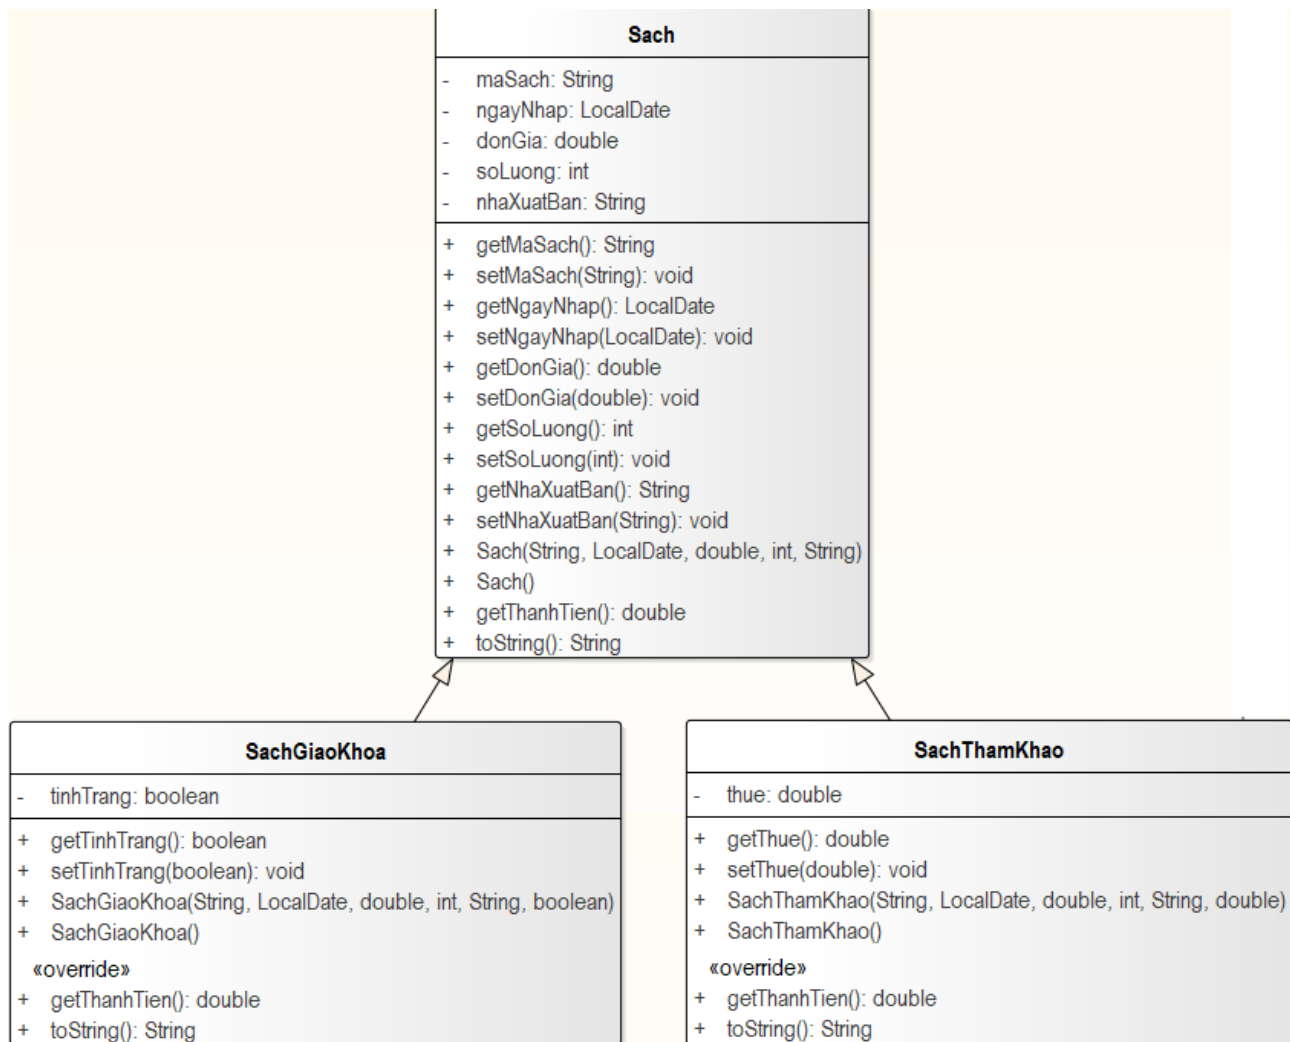 Sach
- maSach: String
- ngayNhap: LocalDate
- donGia: double
- soLuong: int
- nhaXuatBan: String
+ getMaSach(): String
+ setMaSach(String): void
+ getNgayNhap(): LocalDate
+ setNgayNhap(LocalDate): void
+ getDonGia(): double
+ setDonGia(double): void
+ getSoLuong(): int
+ setSoLuong(int): void
+ getNhaXuatBan(): String
+ setNhaXuatBan(String): void
+ Sach(String, LocalDate, double, int, String)
+ Sach()
+ getThanhTien(): double
+ toString(): String
SachGiaoKhoa
- tinhTrang: boolean
+ getTinhTrang(): boolean
+ setTinhTrang(boolean): void
+ SachGiaoKhoa(String, LocalDate, double, int, String, boolean)
+ SachGiaoKhoa()
«override»
+ getThanhTien(): double
+ toString(): String
SachThamKhao
- thue: double
+ getThue(): double
+ setThue(double): void
+ SachThamKhao(String, LocalDate, double, int, String, double)
+ SachThamKhao()
«override»
+ getThanhTien(): double
+ toString(): String